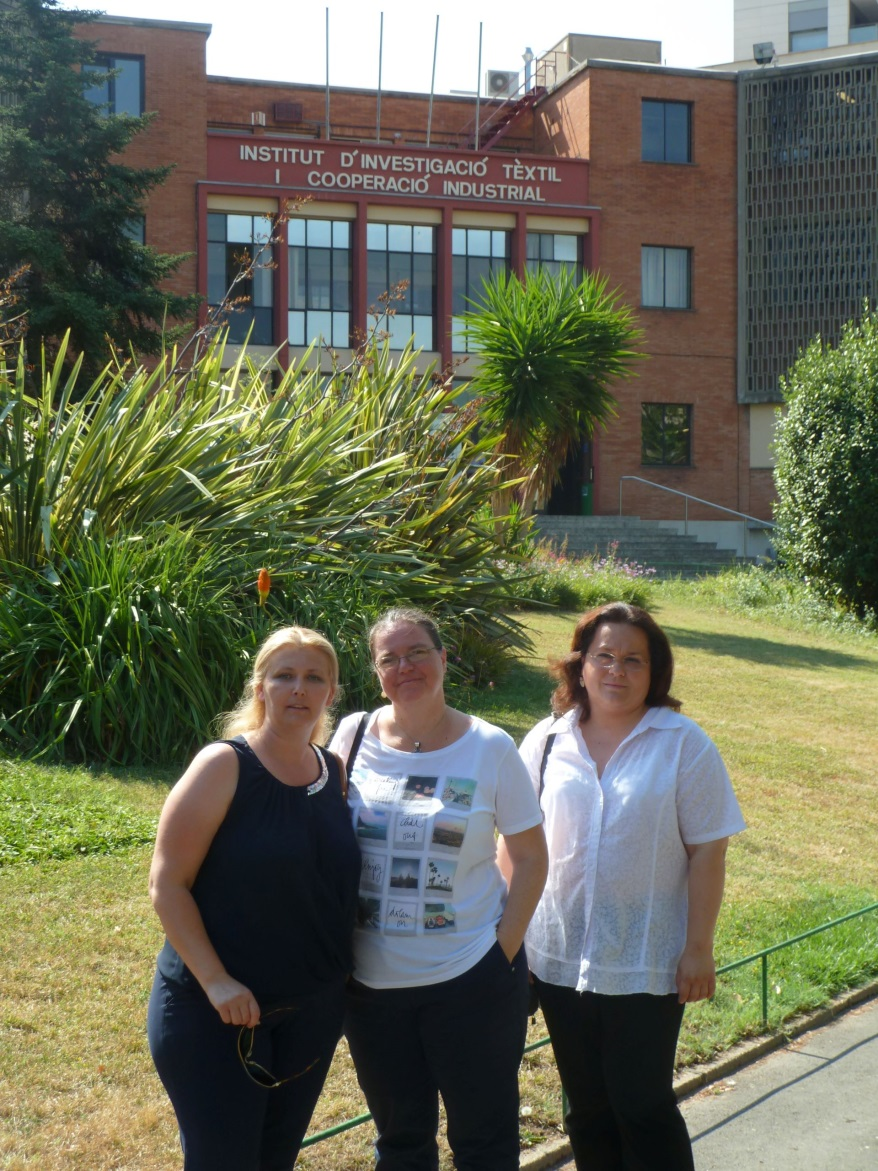 INSTITUT D'INVESTIGACIÓ TÈXTIL
I COOPERACIÓ INDUSTRIAL